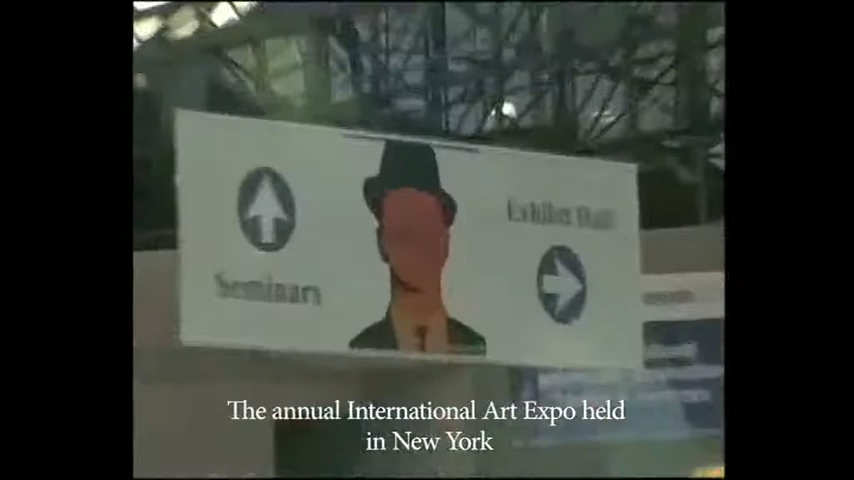 Seminars
Exhibit Hall
The annual International Art Expo held
in New York